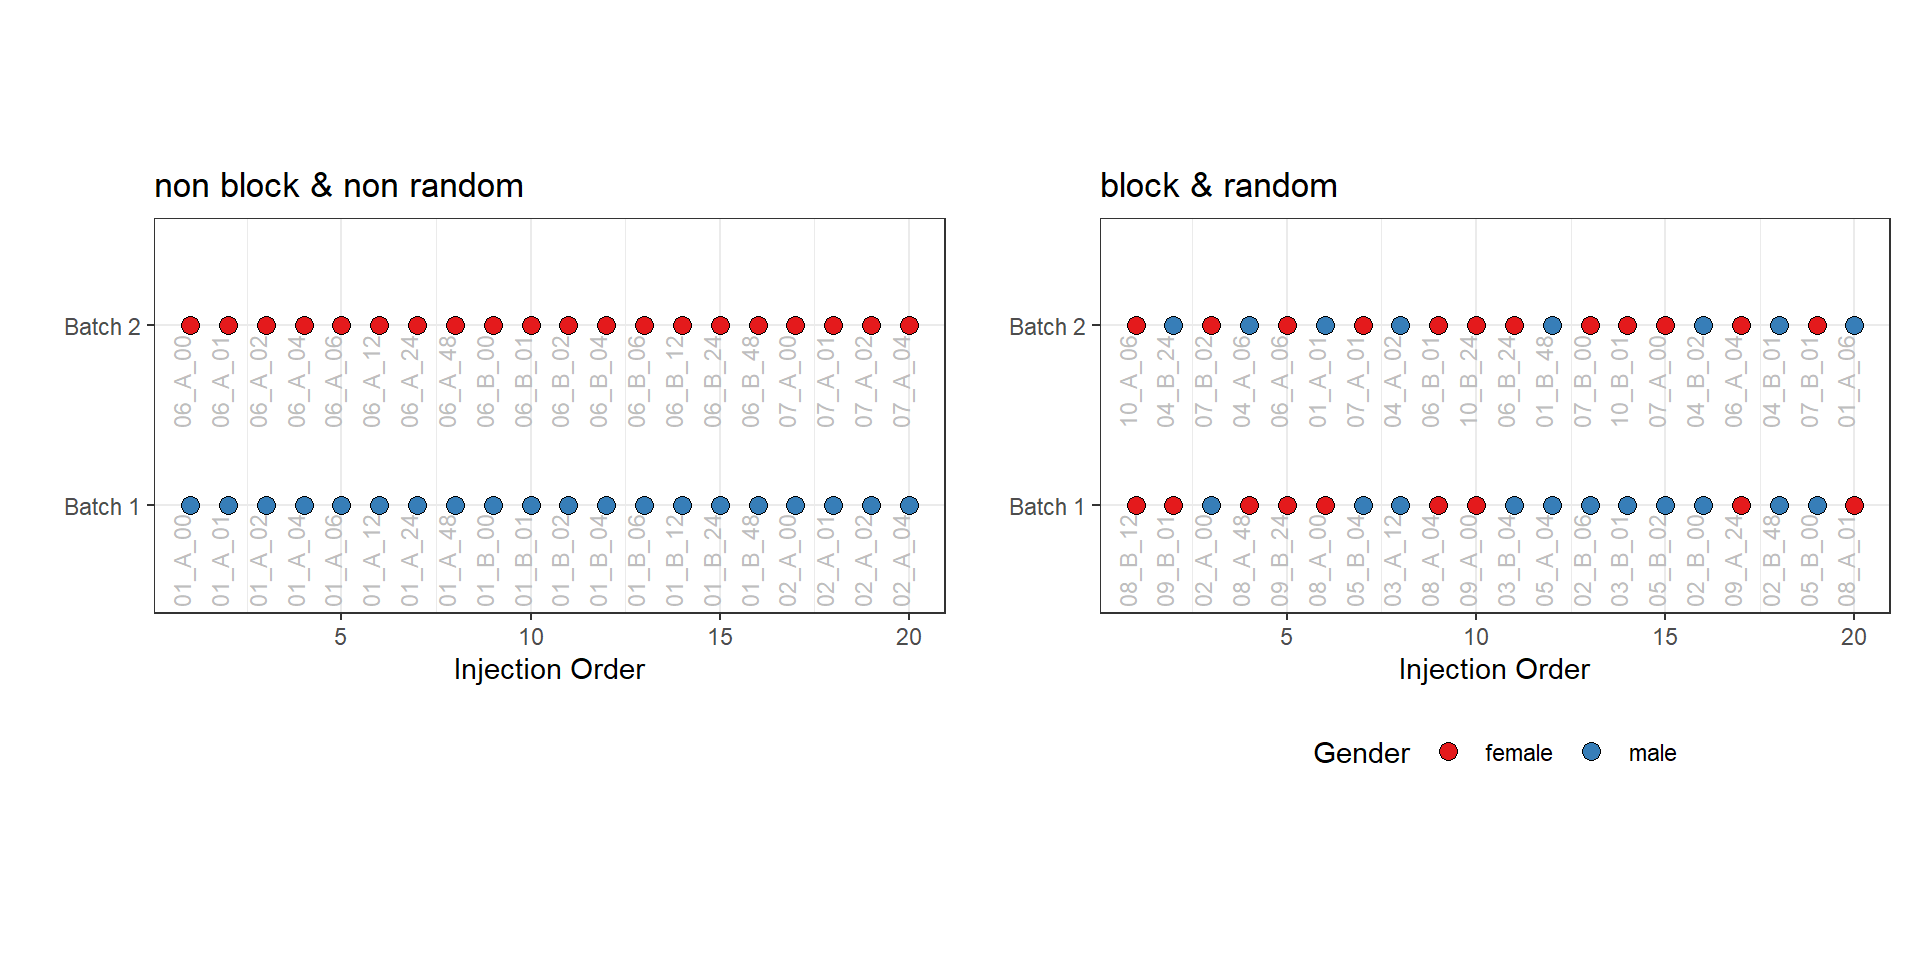 non block & non random
Batch 2
06_A_00 06_A_01 06_A_02 06_A_04 06_A_06 06_A_12 06_A_24 06_A_48 06_B_00 06_B_01 06_B_02 06_B_04 06_B_06 06_B_12 06_B_24 06_B_48 07_A_00 07_A_01 07_A_02 07_A_04
Batch 1
01_A_00 01_A_01 01_A_02 01_A_04 01_A_06 01_A_12 01_A_24 01_A_48 01_B_00 01_B_01 01_B_02 01_B_04 01_B_06 01_B_12 01_B_24 01_B_48 02_A_00 02_A_01 02_A_02 02_A_04
5 10 15 20
Injection Order
block & random
Batch 2
10_A_06 04_B_24 07_B_02 04_A_06 06_A_06 01_A_01 07_A_01 04_A_02 06_B_01 10_B_24 06_B_24 01_B_48 07_B_00 10_B_01 07_A_00 04_B_02 06_A_04 04_B_01 07_B_01 01_A_06
Batch 1
08_B_12 09_B_01 02_A_00 08_A_48 09_B_24 08_A_00 05_B_04 03_A_12 08_A_04 09_A_00 03_B_04 05_A_04 02_B_06 03_B_01 05_B_02 02_B_00 09_A_24 02_B_48 05_B_00 08_A_01
5 10 15 20
Injection Order
Gender female male